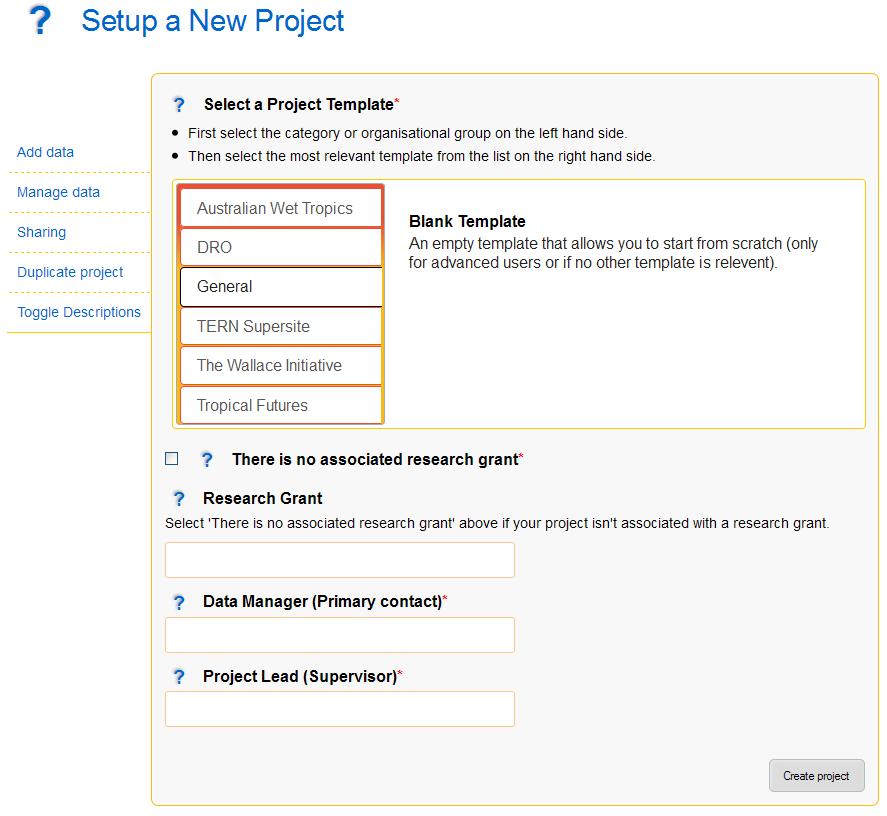 ? Setup a New Project
Add data
Manage data
Sharing
Duplicate project
Toggle Descriptions
? Select a Project Template*
• First select the category or organisational group on the left hand side.
• Then select the most relevant template from the list on the right hand side.
Australian Wet Tropics
DRO
General
TERN Supersite
The Wallace Initiative
Tropical Futures
Blank Template
An empty template that allows you to start from scratch (only
for advanced users or if no other template is relevent).
? There is no associated research grant*
? Research Grant
Select 'There is no associated research grant' above if your project isn't associated with a research grant.
? Data Manager (Primary contact)*
? Project Lead (Supervisor)*
Create project